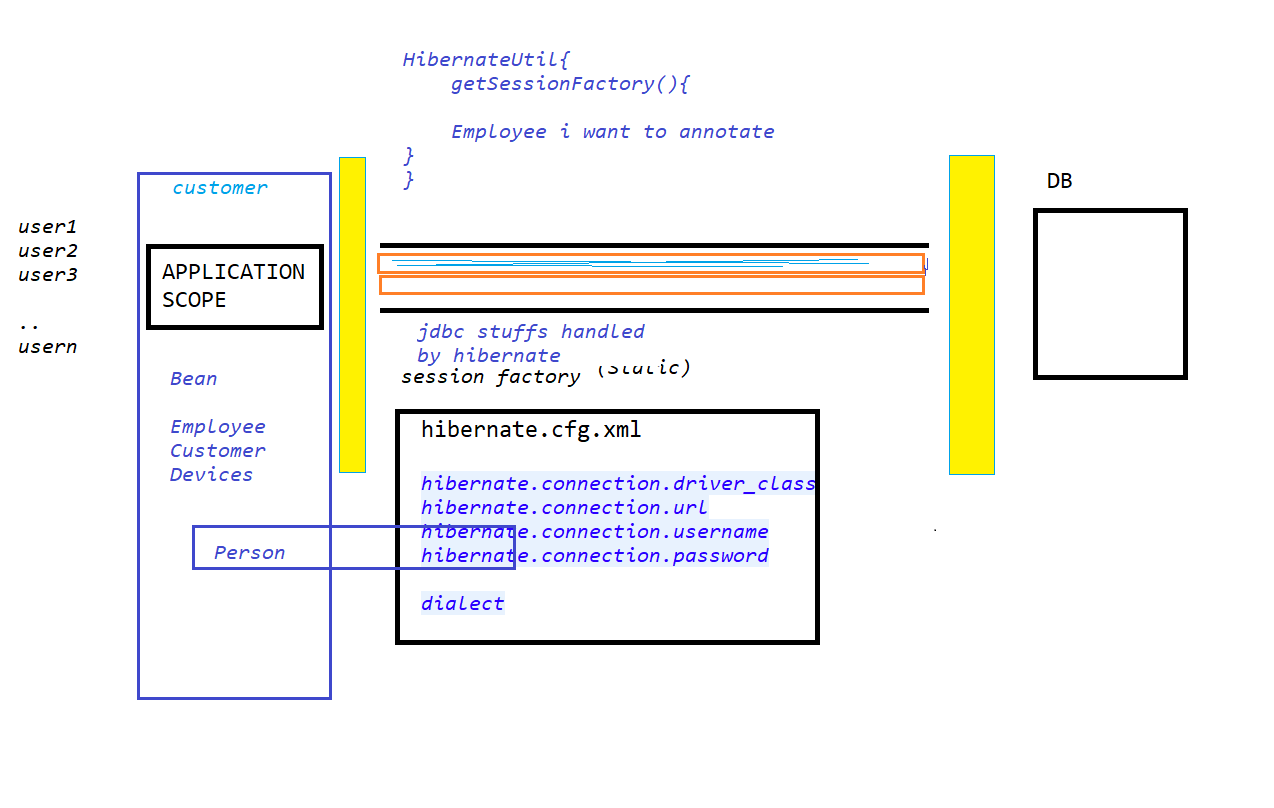 HibernateUtil{
getSessionFactory(){
Employee i want to annotate
}
}
customer
DB
user1
user2
user3
..
usern
APPLICATION
SCOPE
jdbc stuffs handled
by hibernate
session factory (static)
Bean
Employee
Customer
Devices
Person
hibernate.cfg.xml
hibernate.connection.driver_class
hibernate.connection.url
hibernate.connection.username
hibernate.connection.password
dialect